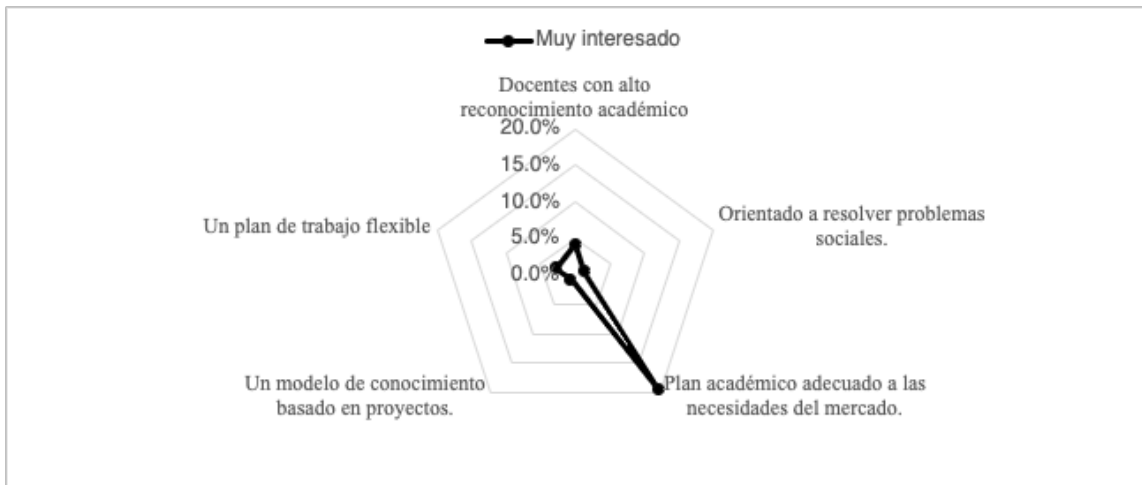 Muy interesado
Docentes con alto
reconocimiento académico
20.0%
15.0%
10.0%
5.0%
0.0%
Orientado a resolver problemas
sociales.
Plan académico adecuado a las
necesidades del mercado.
Un modelo de conocimiento
basado en proyectos.
Un plan de trabajo flexible